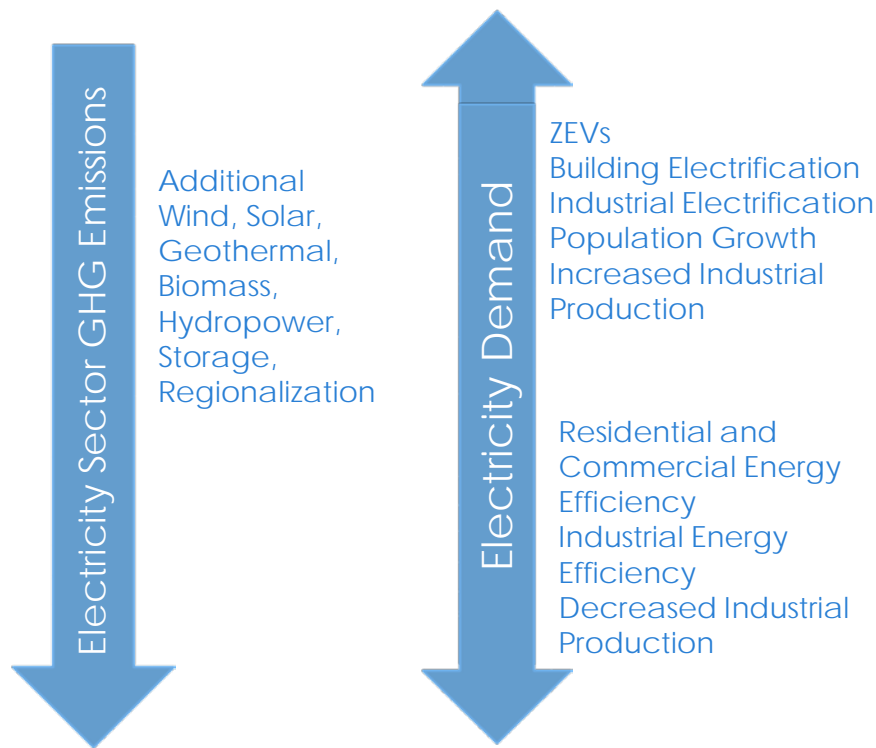 Electricity Sector GHG Emissions
Additional
Wind, Solar,
Geothermal,
Biomass,
Hydropower,
Storage,
Regionalization
Electricity Demand
ZEVs
Building Electrification
Industrial Electrification
Population Growth
Increased Industrial
Production
Residential and
Commercial Energy
Efficiency
Industrial Energy
Efficiency
Decreased Industrial
Production